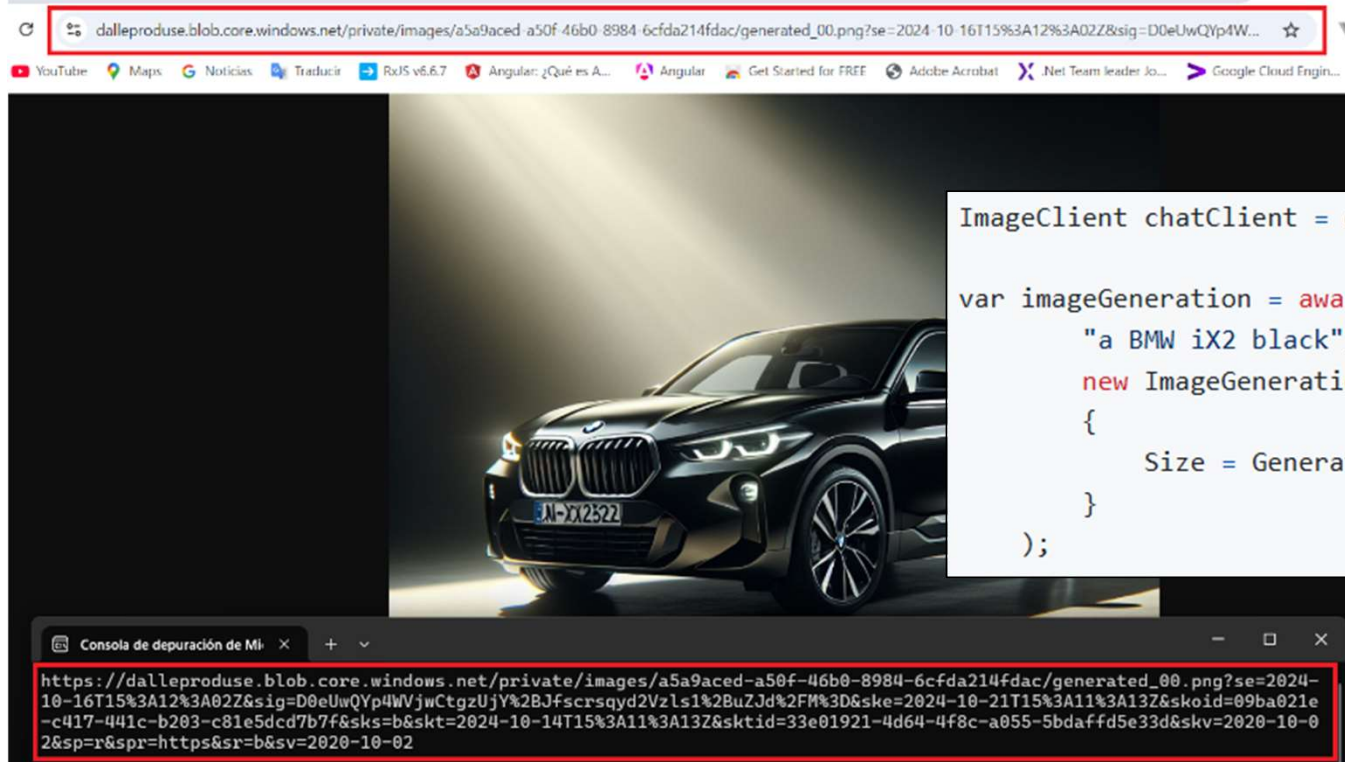 dalleproduse.blob.core.windows.net/private/images/a5a9aced-a50f-46b0-8984-6cfda214fdac/generated_00.png?se=2024-10-16T15%3A12%3A02Z&sig=D0eUwQYp4W...
YouTube Maps Noticias Traducir RxJS v6.6.7 Angular: ¿Qué es A... Angular Get Started for FREE Adobe Acrobat .Net Team leader Jo... Google Cloud Engin...
ImageClient chatClient =
var imageGeneration = awa
"a BMW iX2 black"
new ImageGenerati
{
Size = Genera
}
);
Consola de depuración de Mi
https://dalleproduse.blob.core.windows.net/private/images/a5a9aced-a50f-46b0-8984-6cfda214fdac/generated_00.png?se=2024-
10-16T15%3A12%3A02Z&sig=D0eUwQYp4WVjwCtgzUjY%2BJfscrsqyd2Vzls1%2BuZJd%2FM%3D&ske=2024-10-21T15%3A11%3A13Z&skoid=09ba021e
-c417-441c-b203-c81e5dcd7b7f&sks=b&skt=2024-10-14T15%3A11%3A13Z&sktid=33e01921-4d64-4f8c-a055-5bdaffd5e33d&skv=2020-10-0
2&sp=r&spr=https&sr=b&sv=2020-10-02